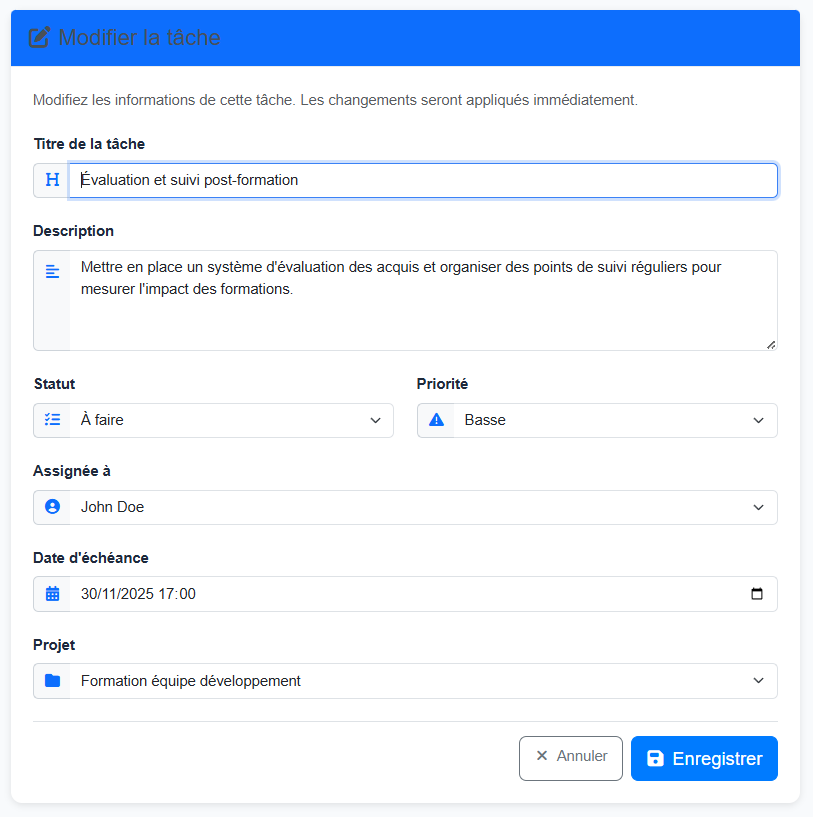 Modifier la tâche
Modifiez les informations de cette tâche. Les changements seront appliqués immédiatement.
Titre de la tâche
Évaluation et suivi post-formation
Description
Mettre en place un système d'évaluation des acquis et organiser des points de suivi réguliers pour
mesurer l'impact des formations.
Statut
À faire
Priorité
Basse
Assignée à
John Doe
Date d'échéance
30/11/2025 17:00
Projet
Formation équipe développement
Annuler
Enregistrer